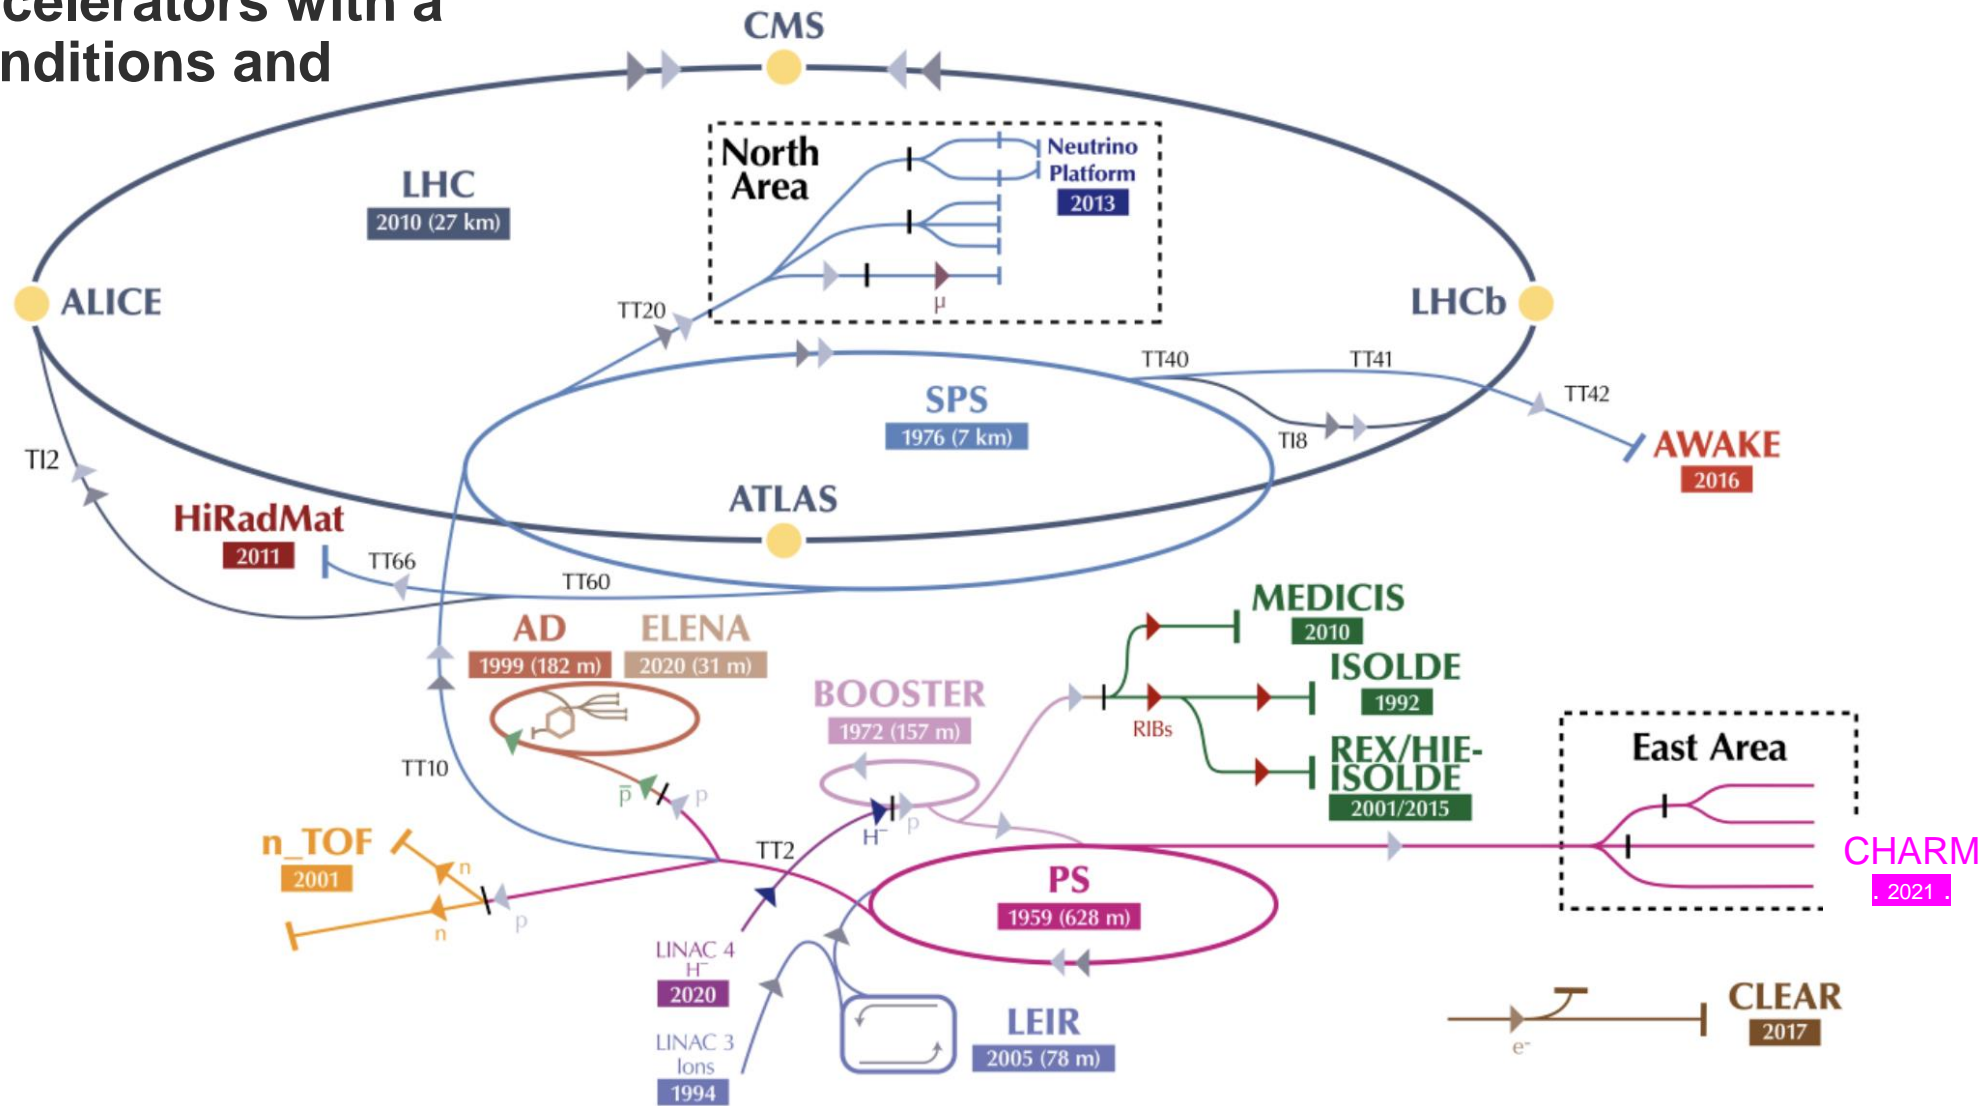 celerators with a
nditions and
CMS
North
Area
Neutrino
Platform
2013
LHC
2010 (27 km)
μ
ALICE
LHCb
TT20
TT40
TT41
TT42
SPS
1976 (7 km)
TI8
AWAKE
2016
TI2
ATLAS
HiRadMat
2011
TT66
TT60
MEDICIS
2010
AD
1999 (182 m)
ELENA
2020 (31 m)
ISOLDE
1992
BOOSTER
1972 (157 m)
RIBs
REX/HIE-
ISOLDE
2001/2015
East Area
TT10
p̄
p
H⁻
p
n_TOF
2001
n
n
p
TT2
CHARM
. 2021 .
PS
1959 (628 m)
LINAC 4
H⁻
2020
LINAC 3
Ions
1994
LEIR
2005 (78 m)
CLEAR
2017
e⁻